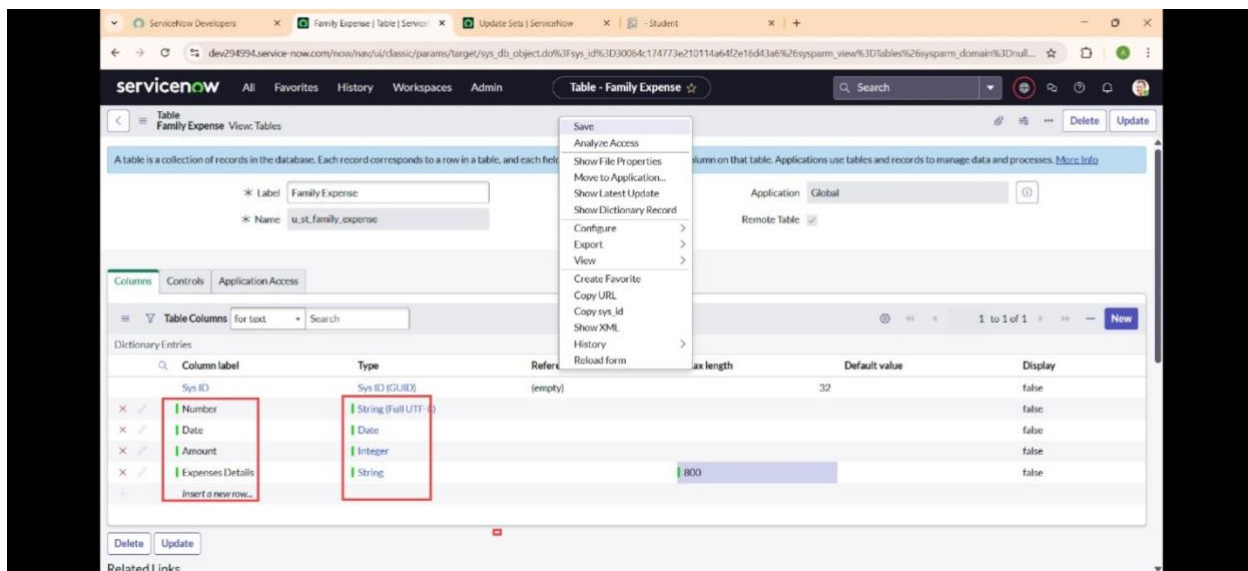 ServiceNow Developers
Family Expense | Table | Service
Update Sets | ServiceNow
- Student
dev294994.service-now.com/now/nav/ui/classic/params/target/sys_db_object.do%3Fsys_id%3D30064c174773e210114a64f2e16d43a6%26sysparm_view%3DTables%26sysparm_domain%3Dnull...
servicenow All Favorites History Workspaces Admin Table - Family Expense Search
Table
Family Expense View: Tables
Delete Update
A table is a collection of records in the database. Each record corresponds to a row in a table, and each field
column on that table. Applications use tables and records to manage data and processes. More Info
Save
Analyze Access
Show File Properties
Move to Application...
Show Latest Update
Show Dictionary Record
Configure
Export
View
Create Favorite
Copy URL
Copy sys_id
Show XML
History
Reload form
* Label Family Expense
Application Global
* Name u_st_family_expense
Remote Table
Columns Controls Application Access
Table Columns for text Search
1 to 1 of 1 New
Dictionary Entries
Column label Type Refere ax length Default value Display
Sys ID Sys ID (GUID) (empty) 32 false
Number String (Full UTF-8) false
Date Date false
Amount Integer false
Expenses Details String 800 false
Insert a new row...
Delete Update
Related Links